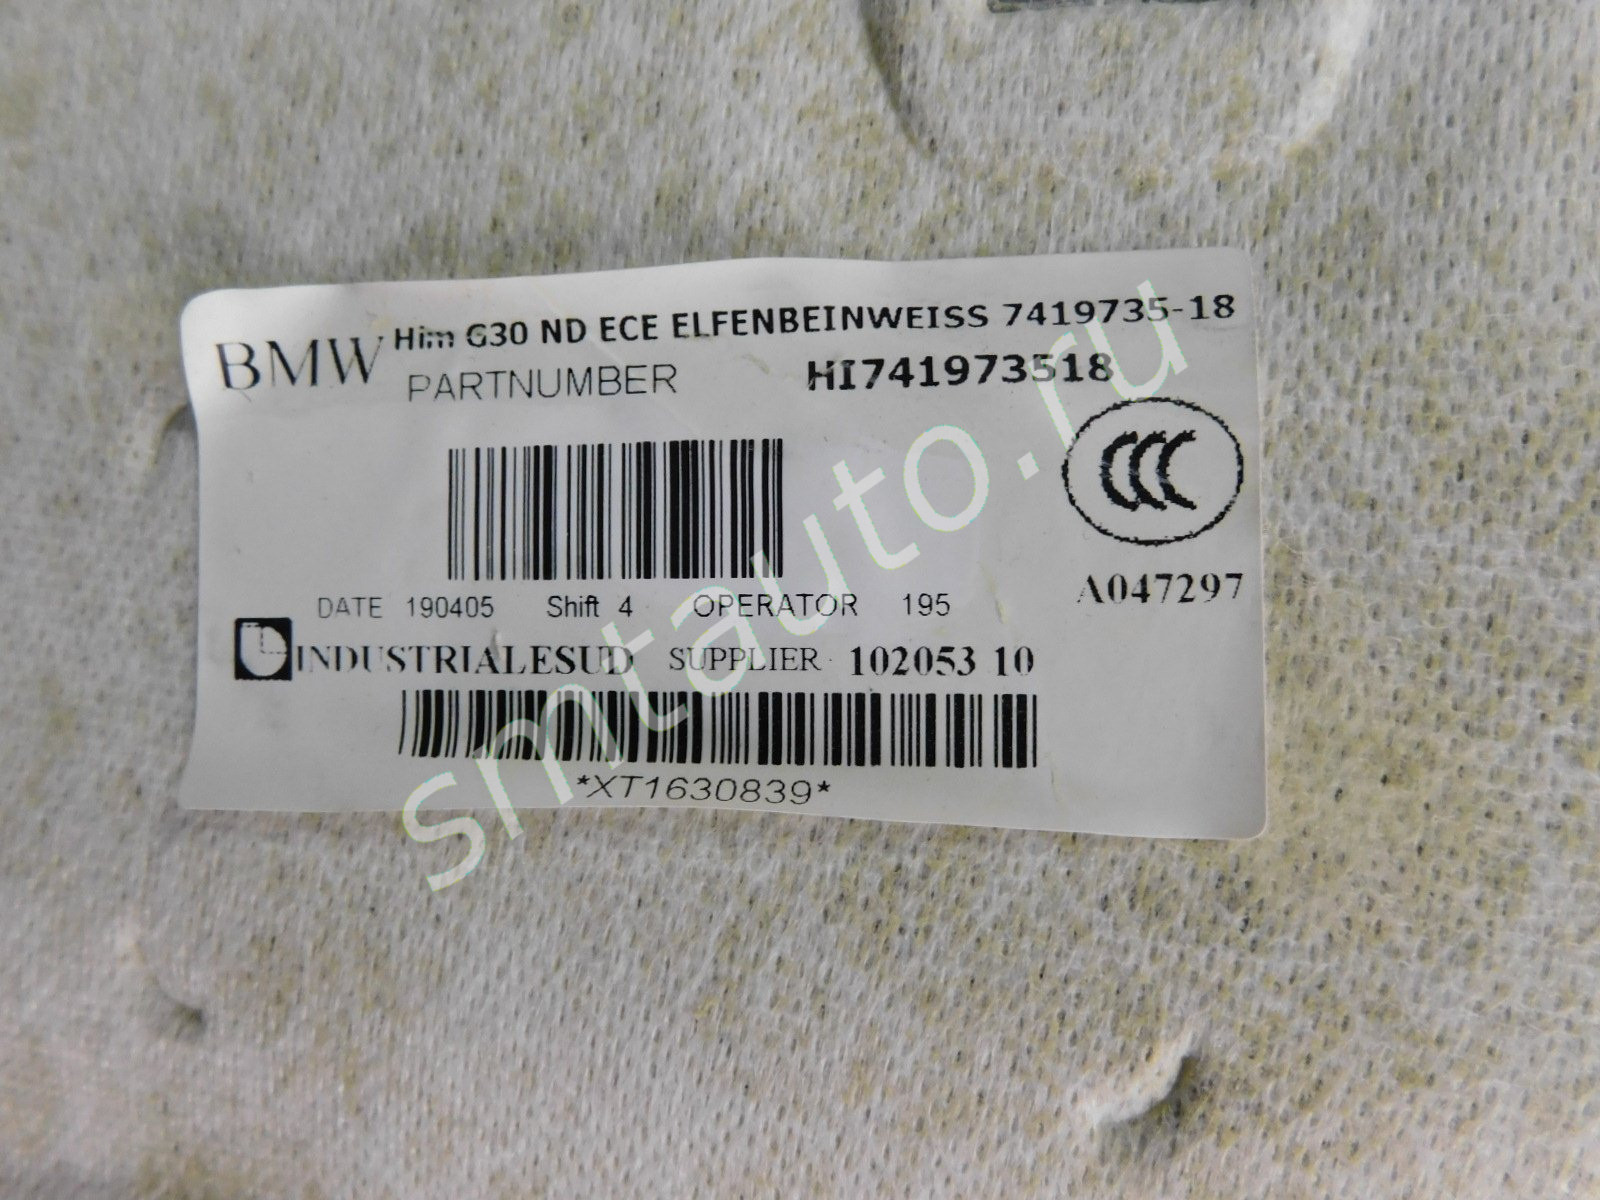 BMW Him G30 ND ECE ELFENBEINWEISS 7419735-18
PARTNUMBER HI741973518
CCC
A047297
DATE 190405 Shift 4 OPERATOR 195
INDUSTRIALESUD SUPPLIER 102053 10
*XT1630839*
smtauto.ru